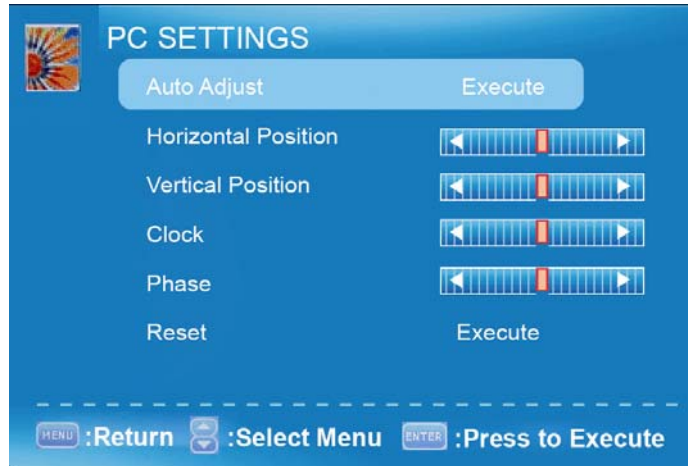 PC SETTINGS
Auto Adjust Execute
Horizontal Position
Vertical Position
Clock
Phase
Reset Execute
MENU :Return :Select Menu ENTER :Press to Execute